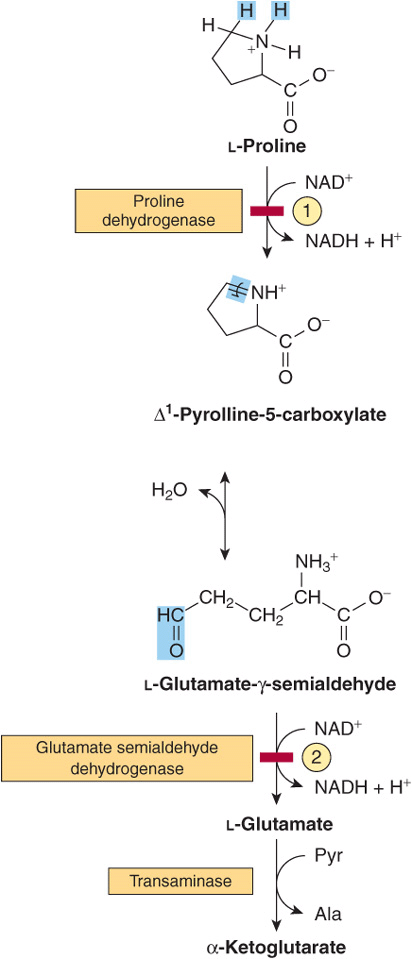 H H
H N+ H
C O−
O
L-Proline
NAD+
Proline
dehydrogenase
1
NADH + H+
NH+
C O−
O
Δ1-Pyrolline-5-carboxylate
H2O
NH3+
HC CH2 CH2 CH C O−
O O
L-Glutamate-γ-semialdehyde
NAD+
Glutamate semialdehyde
dehydrogenase
2
NADH + H+
L-Glutamate
Pyr
Transaminase
Ala
α-Ketoglutarate